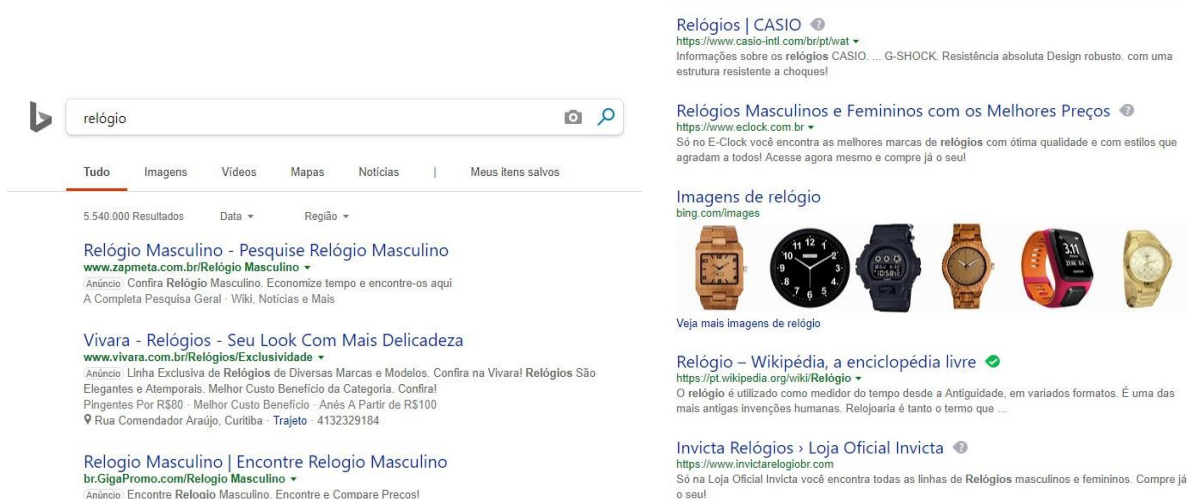 relógio
Tudo Imagens Vídeos Mapas Notícias | Meus itens salvos
5.540.000 Resultados Data Região
Relógio Masculino - Pesquise Relógio Masculino
www.zapmeta.com.br/Relógio Masculino
Anúncio Confira Relógio Masculino. Economize tempo e encontre-os aqui
A Completa Pesquisa Geral · Wiki, Notícias e Mais
Vivara - Relógios - Seu Look Com Mais Delicadeza
www.vivara.com.br/Relógios/Exclusividade
Anúncio Linha Exclusiva de Relógios de Diversas Marcas e Modelos. Confira na Vivara! Relógios São
Elegantes e Atemporais. Melhor Custo Benefício da Categoria. Confira!
Pingentes Por R$80 · Melhor Custo Benefício · Anés A Partir de R$100
Rua Comendador Araújo, Curitiba · Trajeto · 4132329184
Relogio Masculino | Encontre Relogio Masculino
br.GigaPromo.com/Relogio Masculino
Anúncio Encontre Relogio Masculino. Encontre e Compare Preços!
Relógios | CASIO
https://www.casio-intl.com/br/pt/wat
Informações sobre os relógios CASIO. ... G-SHOCK. Resistência absoluta Design robusto. com uma
estrutura resistente a choques!
Relógios Masculinos e Femininos com os Melhores Preços
https://www.eclock.com.br
Só no E-Clock você encontra as melhores marcas de relógios com ótima qualidade e com estilos que
agradam a todos! Acesse agora mesmo e compre já o seu!
Imagens de relógio
bing.com/images
Veja mais imagens de relógio
Relógio – Wikipédia, a enciclopédia livre
https://pt.wikipedia.org/wiki/Relógio
O relógio é utilizado como medidor do tempo desde a Antiguidade, em variados formatos. É uma das
mais antigas invenções humanas. Relojoaria é tanto o termo que ...
Invicta Relógios › Loja Oficial Invicta
https://www.invictarelogiobr.com
Só na Loja Oficial Invicta você encontra todas as linhas de Relógios masculinos e femininos. Compre já
o seu!